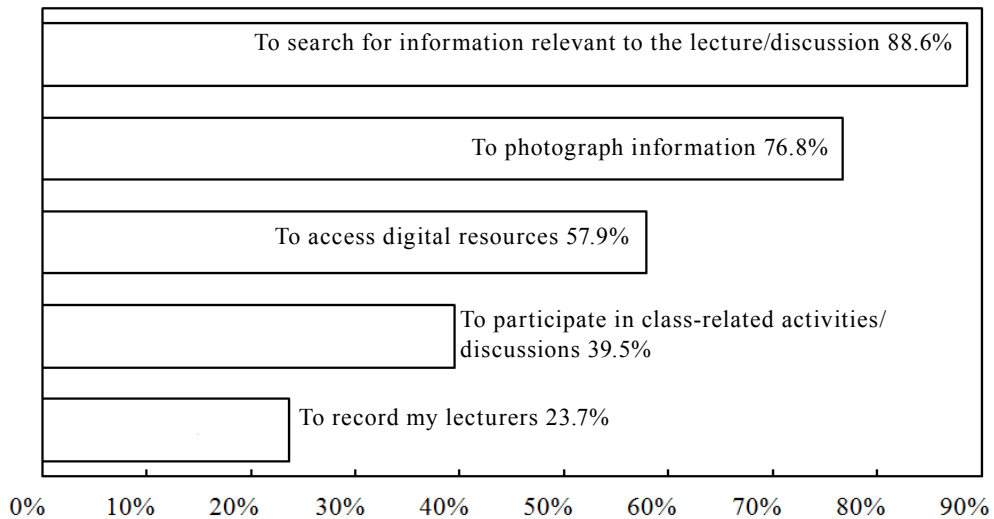 To search for information relevant to the lecture/discussion 88.6%
To photograph information 76.8%
To access digital resources 57.9%
To participate in class-related activities/
discussions 39.5%
To record my lecturers 23.7%
0% 10% 20% 30% 40% 50% 60% 70% 80% 90%